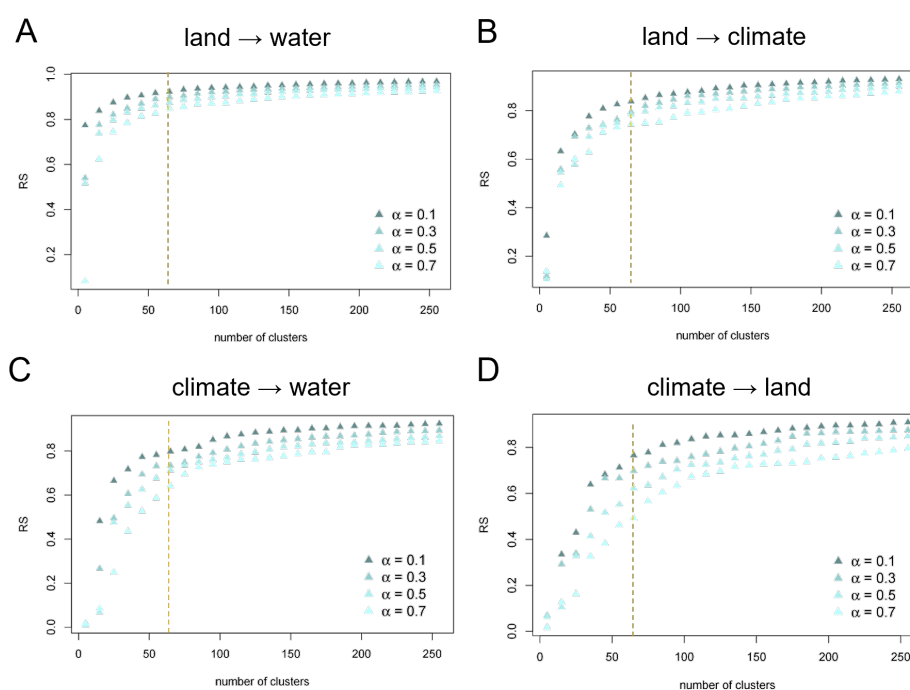 A
land → water
RS
1.0
0.8
0.6
0.4
0.2
α = 0.1
α = 0.3
α = 0.5
α = 0.7
0 50 100 150 200 250
number of clusters
B
land → climate
RS
0.8
0.6
0.4
0.2
α = 0.1
α = 0.3
α = 0.5
α = 0.7
0 50 100 150 200 250
number of clusters
C
climate → water
RS
0.8
0.6
0.4
0.2
0.0
α = 0.1
α = 0.3
α = 0.5
α = 0.7
0 50 100 150 200 250
number of clusters
D
climate → land
RS
0.8
0.6
0.4
0.2
0.0
α = 0.1
α = 0.3
α = 0.5
α = 0.7
0 50 100 150 200 250
number of clusters